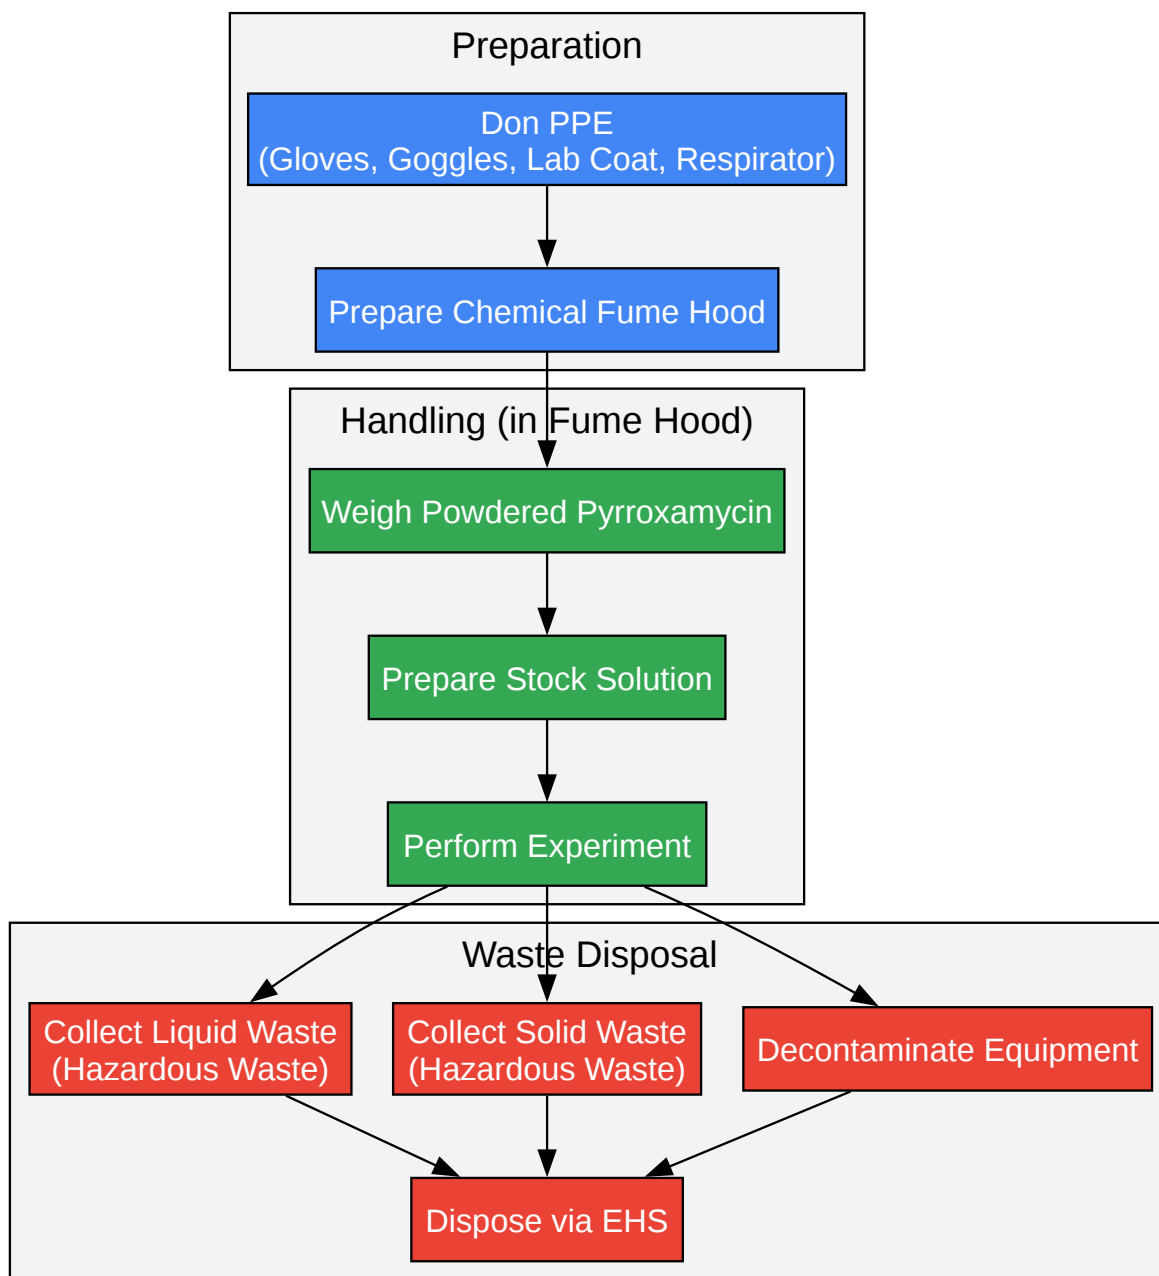 Preparation
Don PPE
(Gloves, Goggles, Lab Coat, Respirator)
Prepare Chemical Fume Hood
Handling (in Fume Hood)
Weigh Powdered Pyrroxamycin
Prepare Stock Solution
Perform Experiment
Waste Disposal
Collect Liquid Waste
(Hazardous Waste)
Collect Solid Waste
(Hazardous Waste)
Decontaminate Equipment
Dispose via EHS